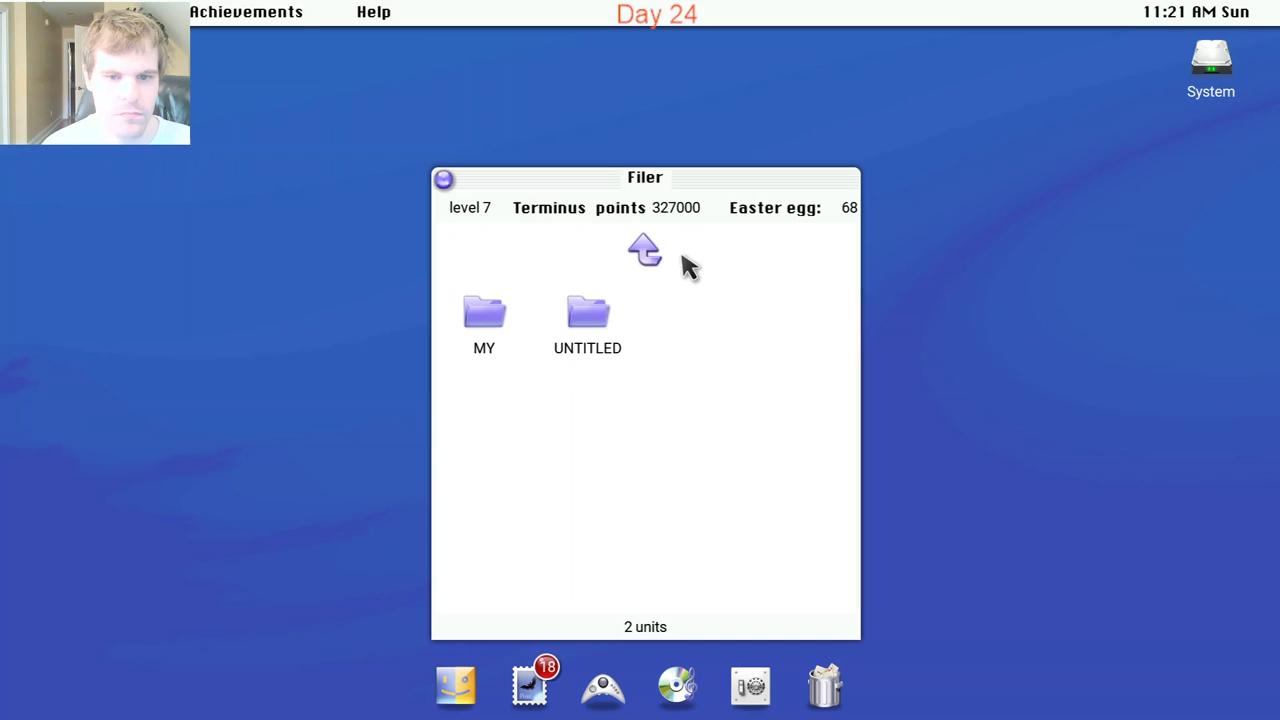 Achievements Help Day 24 11:21 AM Sun
System
Filer
level 7 Terminus points 327000 Easter egg: 68
MY UNTITLED
2 units
18